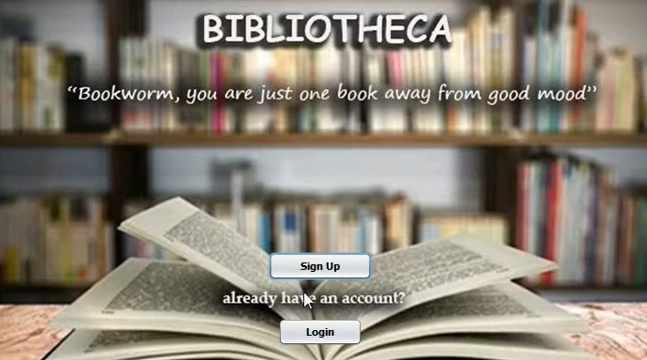 BIBLIOTHECA
“Bookworm, you are just one book away from good mood”
Sign Up
already have an account?
Login